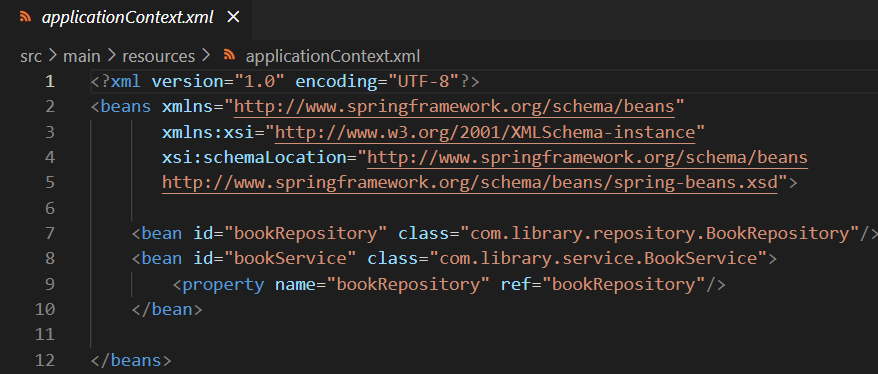 applicationContext.xml ×
src > main > resources > applicationContext.xml
1 <?xml version="1.0" encoding="UTF-8"?>
2 <beans xmlns="http://www.springframework.org/schema/beans"
3 xmlns:xsi="http://www.w3.org/2001/XMLSchema-instance"
4 xsi:schemaLocation="http://www.springframework.org/schema/beans
5 http://www.springframework.org/schema/beans/spring-beans.xsd">
6
7 <bean id="bookRepository" class="com.library.repository.BookRepository"/>
8 <bean id="bookService" class="com.library.service.BookService">
9 <property name="bookRepository" ref="bookRepository"/>
10 </bean>
11
12 </beans>